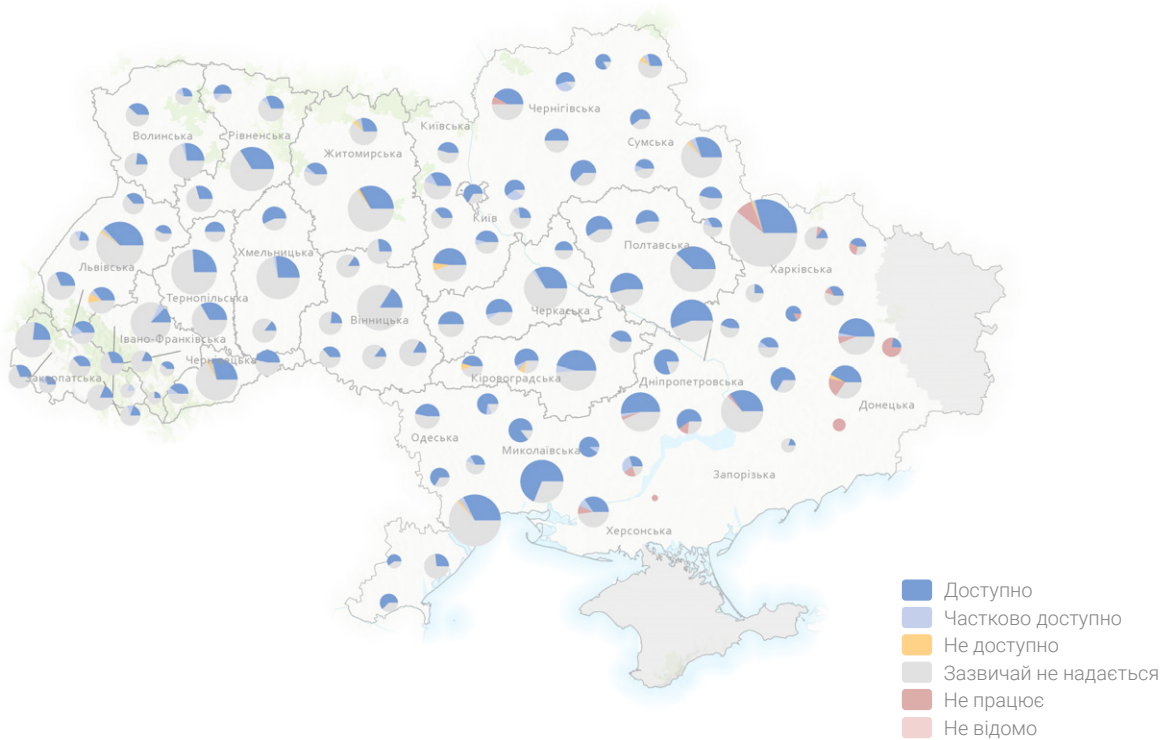 Чернігівська
Київська
Волинська
Рівненська
Сумська
Житомирська
Київ
Полтавська
Хмельницька
Львівська
Харківська
Тернопільська
Черкаська
Вінницька
Івано-Франківська
Чернівецька
Закарпатська
Кіровоградська
Дніпропетровська
Донецька
Одеська
Миколаївська
Запорізька
Херсонська
Доступно
Частково доступно
Не доступно
Зазвичай не надається
Не працює
Не відомо